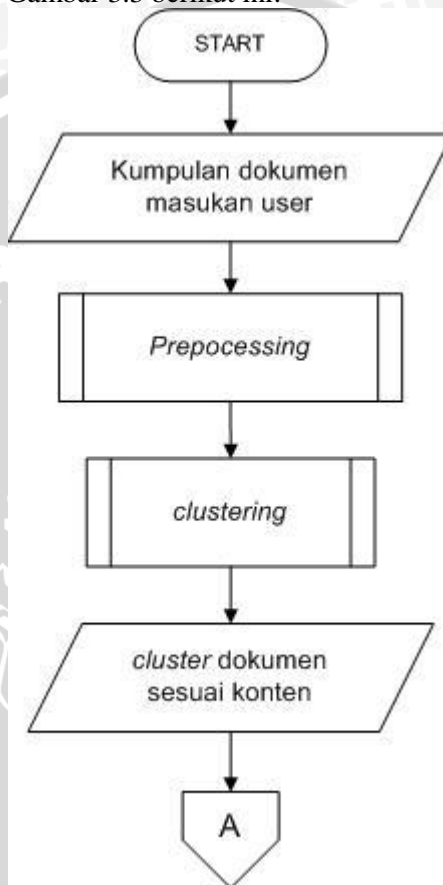 Gambar 3.3 berikut ini.
START
Kumpulan dokumen
masukan user
Prepocessing
clustering
cluster dokumen
sesuai konten
A